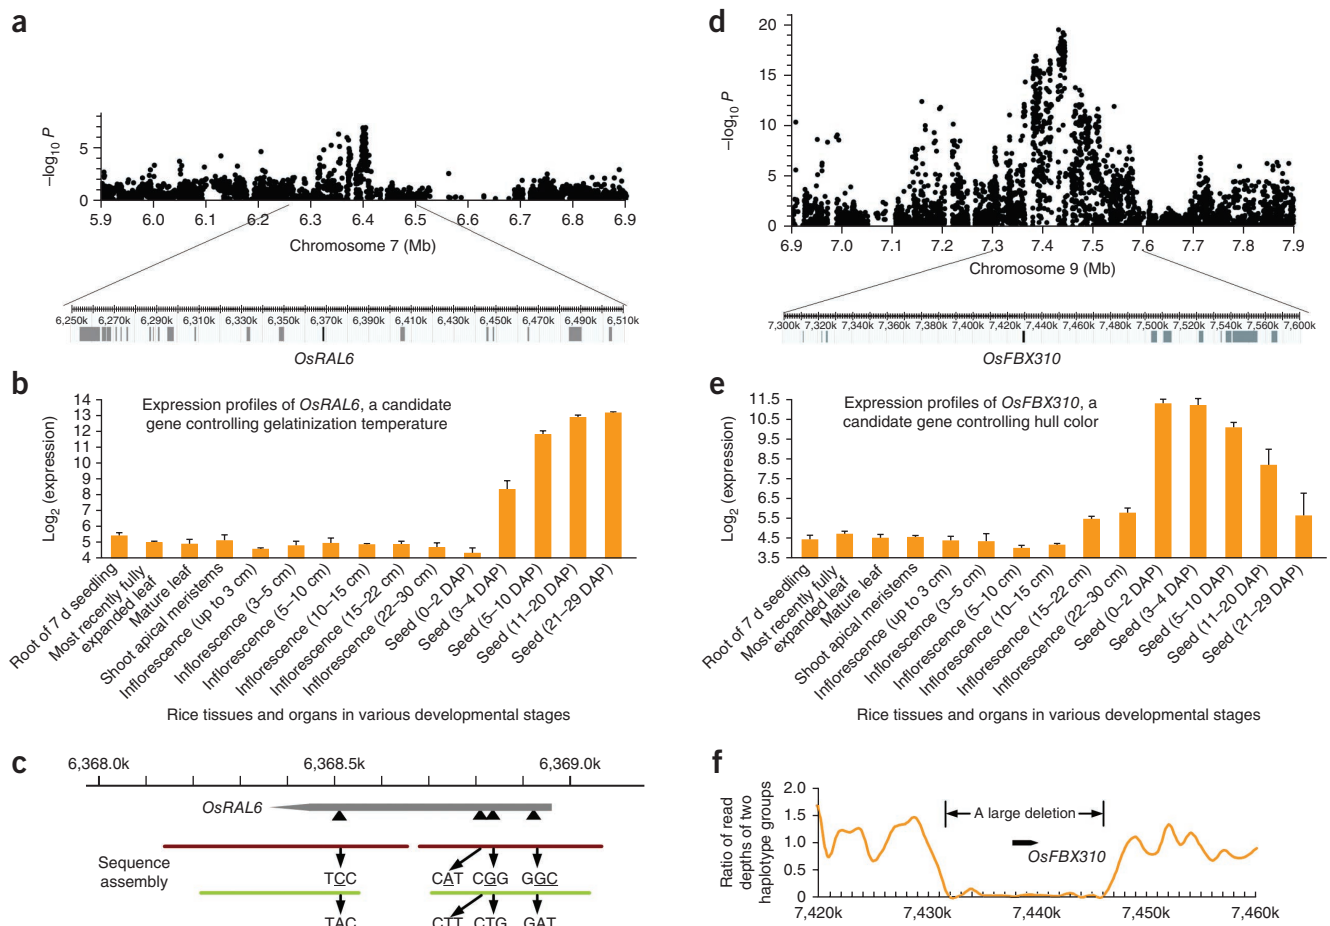 a
–log10 P
5
0
5.9 6.0 6.1 6.2 6.3 6.4 6.5 6.6 6.7 6.8 6.9
Chromosome 7 (Mb)
6,250k 6,270k 6,290k 6,310k 6,330k 6,350k 6,370k 6,390k 6,410k 6,430k 6,450k 6,470k 6,490k 6,510k
OsRAL6
b
Expression profiles of OsRAL6, a candidate
gene controlling gelatinization temperature
Log2 (expression)
14
13
12
11
10
9
8
7
6
5
4
Root of 7 d seedling
Most recently fully
expanded leaf
Mature leaf
Shoot apical meristems
Inflorescence (up to 3 cm)
Inflorescence (3–5 cm)
Inflorescence (5–10 cm)
Inflorescence (10–15 cm)
Inflorescence (15–22 cm)
Inflorescence (22–30 cm)
Seed (0–2 DAP)
Seed (3–4 DAP)
Seed (5–10 DAP)
Seed (11–20 DAP)
Seed (21–29 DAP)
Rice tissues and organs in various developmental stages
c
6,368.0k 6,368.5k 6,369.0k
OsRAL6
Sequence
assembly
TCC CAT CGG GGC
TAC CTT CTG GAT
d
–log10 P
20
15
10
5
0
6.9 7.0 7.1 7.2 7.3 7.4 7.5 7.6 7.7 7.8 7.9
Chromosome 9 (Mb)
7,300k 7,320k 7,340k 7,360k 7,380k 7,400k 7,420k 7,440k 7,460k 7,480k 7,500k 7,520k 7,540k 7,560k 7,600k
OsFBX310
e
Expression profiles of OsFBX310, a
candidate gene controlling hull color
Log2 (expression)
11.5
10.5
9.5
8.5
7.5
6.5
5.5
4.5
3.5
Root of 7 d seedling
Most recently fully
expanded leaf
Mature leaf
Shoot apical meristems
Inflorescence (up to 3 cm)
Inflorescence (3–5 cm)
Inflorescence (5–10 cm)
Inflorescence (10–15 cm)
Inflorescence (15–22 cm)
Inflorescence (22–30 cm)
Seed (0–2 DAP)
Seed (3–4 DAP)
Seed (5–10 DAP)
Seed (11–20 DAP)
Seed (21–29 DAP)
Rice tissues and organs in various developmental stages
f
Ratio of read
depths of two
haplotype groups
2.0
1.5
1.0
0.5
0
A large deletion
OsFBX310
7,420k 7,430k 7,440k 7,450k 7,460k